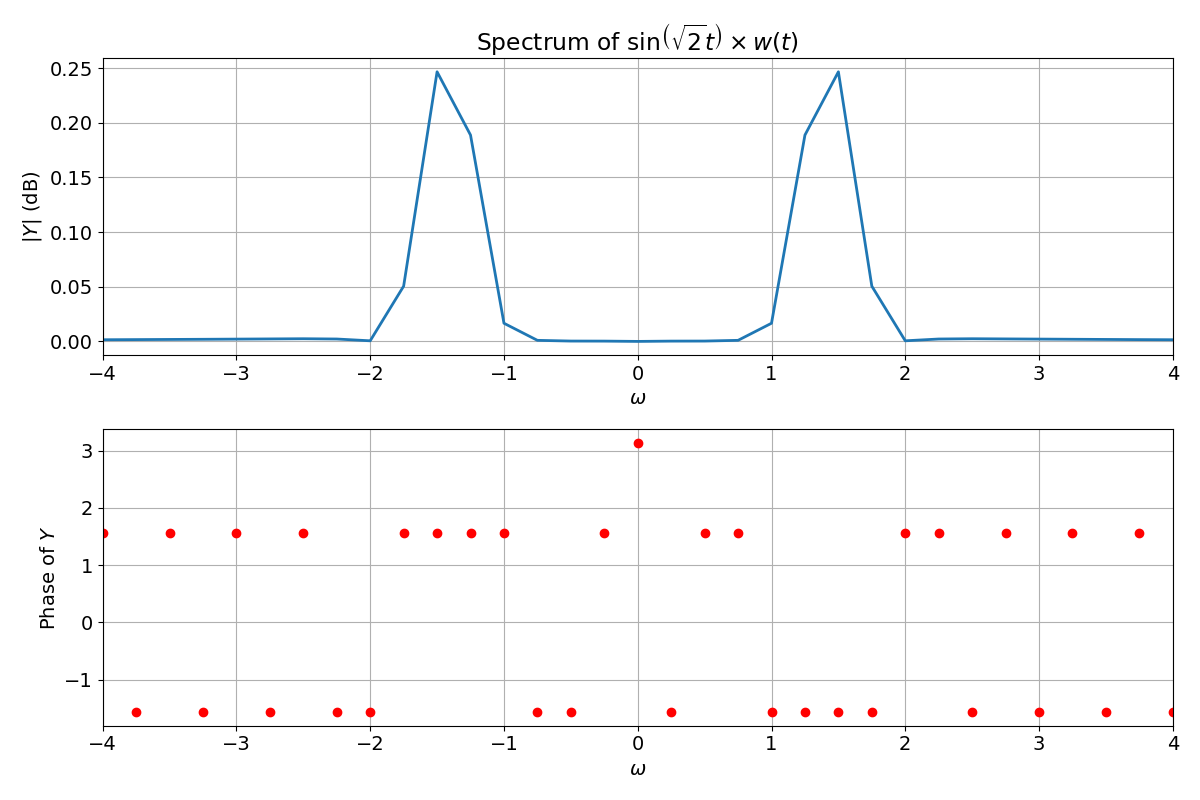 Spectrum of sin(√2t) × w(t)
|Y| (dB)
0.25
0.20
0.15
0.10
0.05
0.00
−4 −3 −2 −1 0 1 2 3 4
ω
Phase of Y
3
2
1
0
−1
−4 −3 −2 −1 0 1 2 3 4
ω